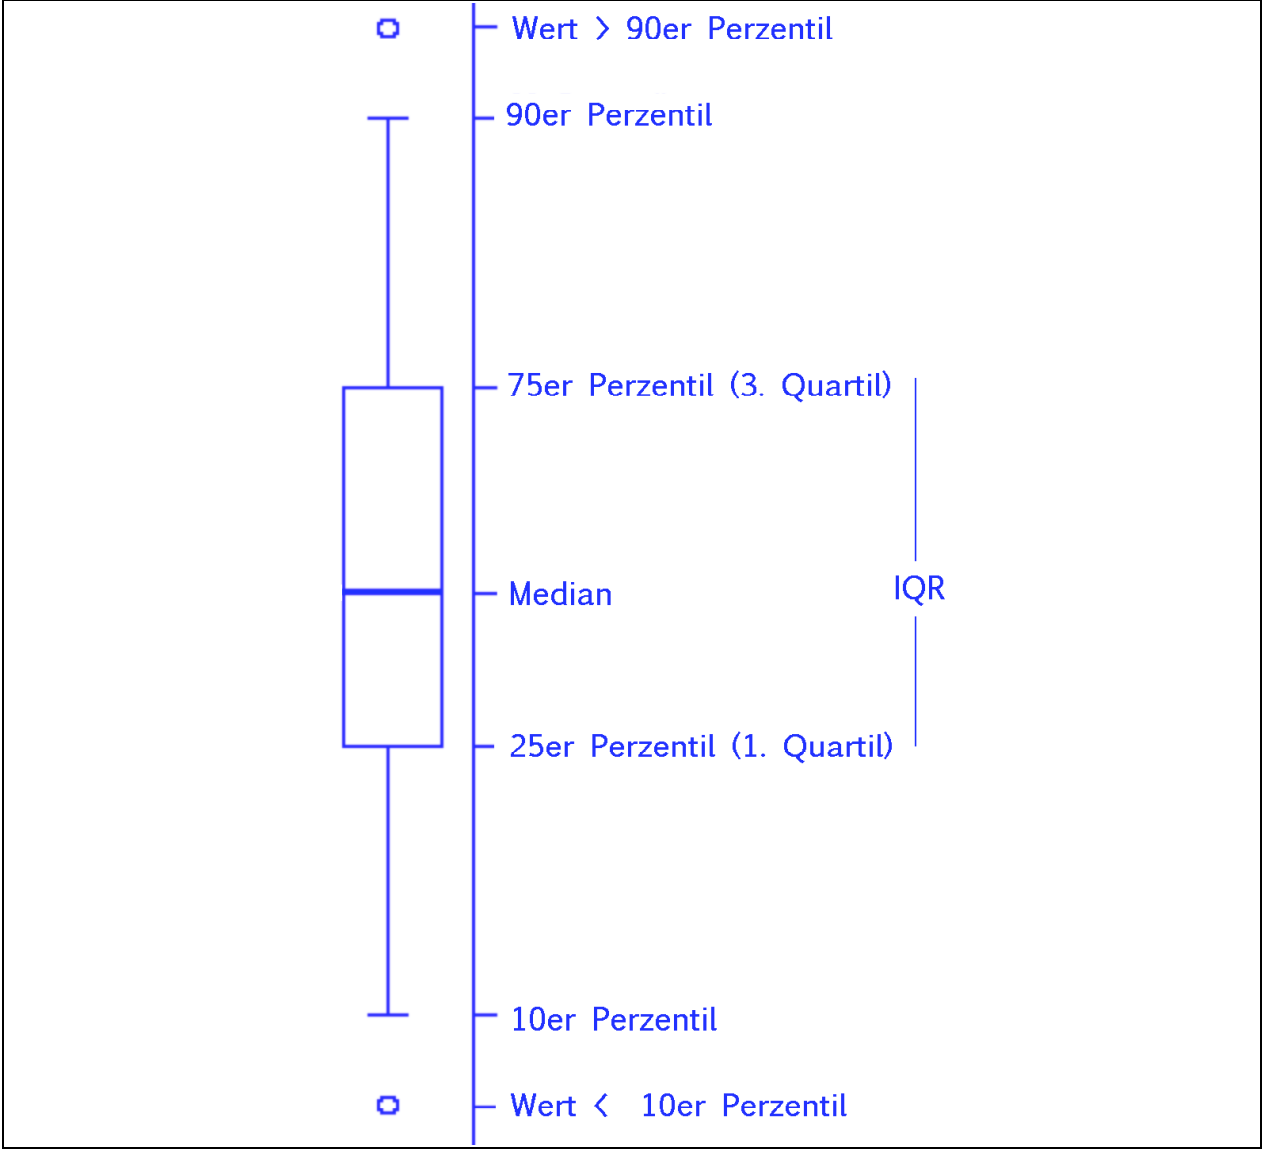 Wert > 90er Perzentil
90er Perzentil
75er Perzentil (3. Quartil)
IQR
Median
25er Perzentil (1. Quartil)
10er Perzentil
Wert < 10er Perzentil